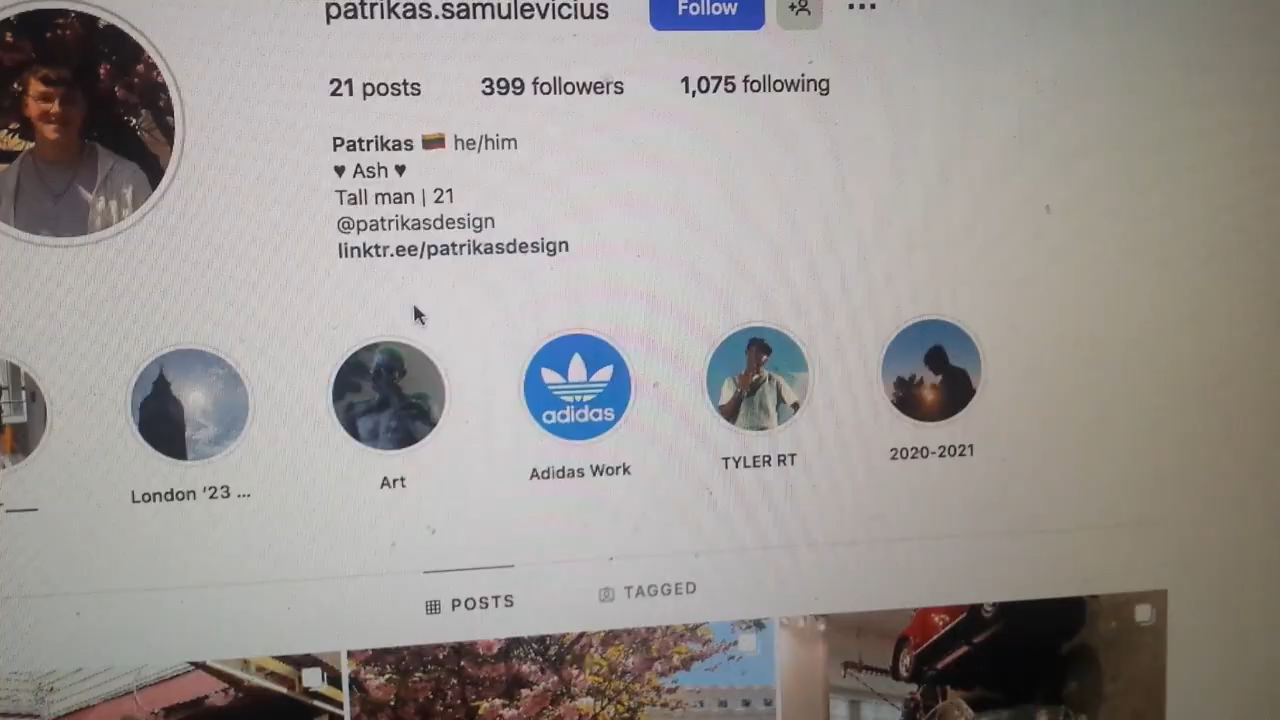 patrikas.samulevicius Follow
21 posts 399 followers 1,075 following
Patrikas he/him
♥ Ash ♥
Tall man | 21
@patrikasdesign
linktr.ee/patrikasdesign
adidas
London '23 ...
Art
Adidas Work
TYLER RT
2020-2021
POSTS TAGGED